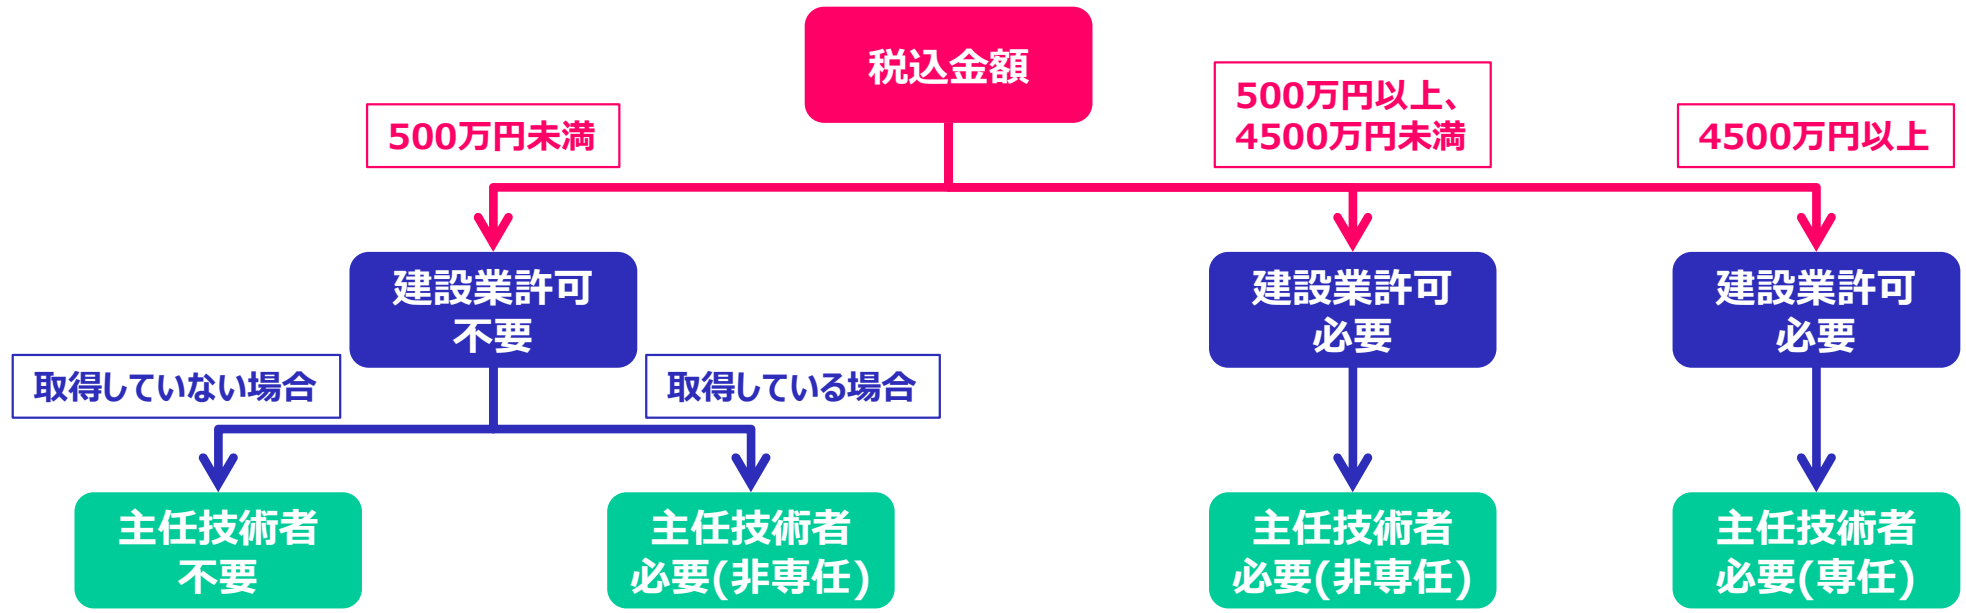 税込金額
500万円未満
500万円以上、
4500万円未満
4500万円以上
建設業許可
不要
建設業許可
必要
建設業許可
必要
取得していない場合
取得している場合
主任技術者
不要
主任技術者
必要(非専任)
主任技術者
必要(非専任)
主任技術者
必要(専任)